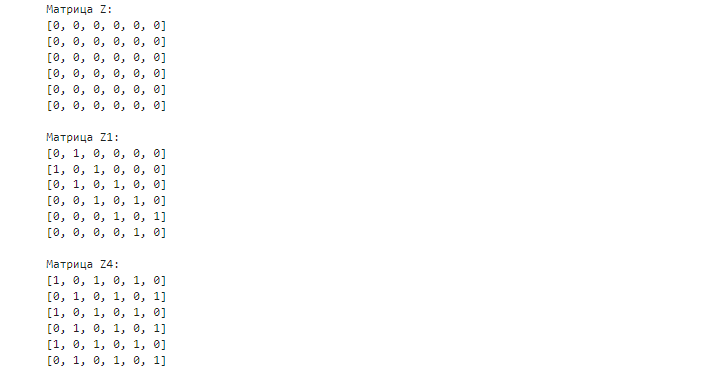 Матрица Z:
[0, 0, 0, 0, 0, 0]
[0, 0, 0, 0, 0, 0]
[0, 0, 0, 0, 0, 0]
[0, 0, 0, 0, 0, 0]
[0, 0, 0, 0, 0, 0]
[0, 0, 0, 0, 0, 0]
Матрица Z1:
[0, 1, 0, 0, 0, 0]
[1, 0, 1, 0, 0, 0]
[0, 1, 0, 1, 0, 0]
[0, 0, 1, 0, 1, 0]
[0, 0, 0, 1, 0, 1]
[0, 0, 0, 0, 1, 0]
Матрица Z4:
[1, 0, 1, 0, 1, 0]
[0, 1, 0, 1, 0, 1]
[1, 0, 1, 0, 1, 0]
[0, 1, 0, 1, 0, 1]
[1, 0, 1, 0, 1, 0]
[0, 1, 0, 1, 0, 1]